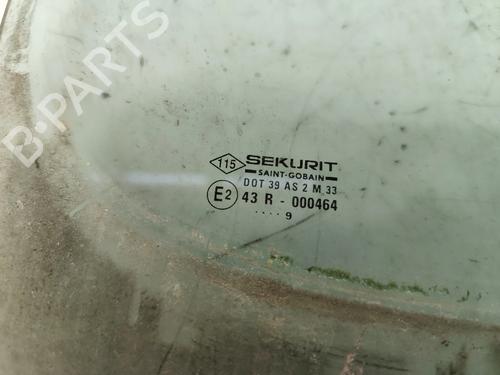 B-PARTS
115 SEKURIT
SAINT-GOBAIN
DOT 39 AS 2 M 33
E2 43 R - 000464
.... 9